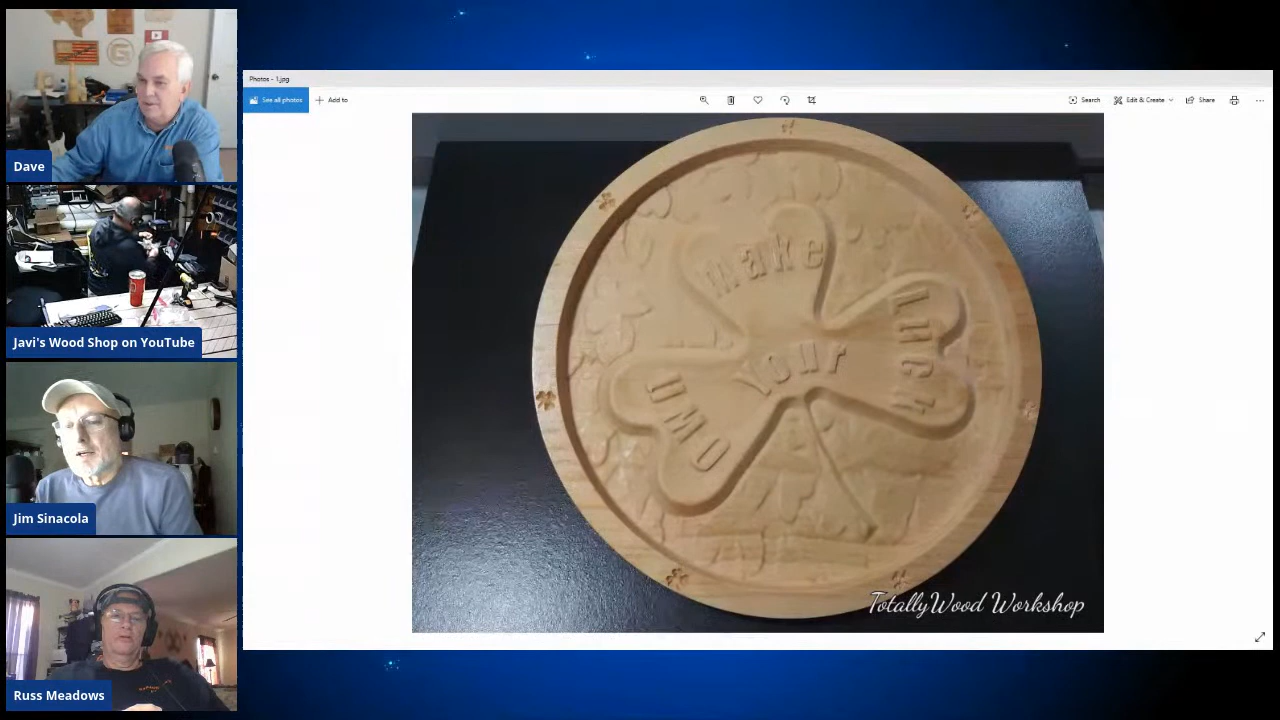 Dave
Javi's Wood Shop on YouTube
Jim Sinacola
Russ Meadows
Photos - 1.jpg
See all photos
Add to
Search
Edit & Create
Share
make
Your
Luck
own
TotallyWood Workshop